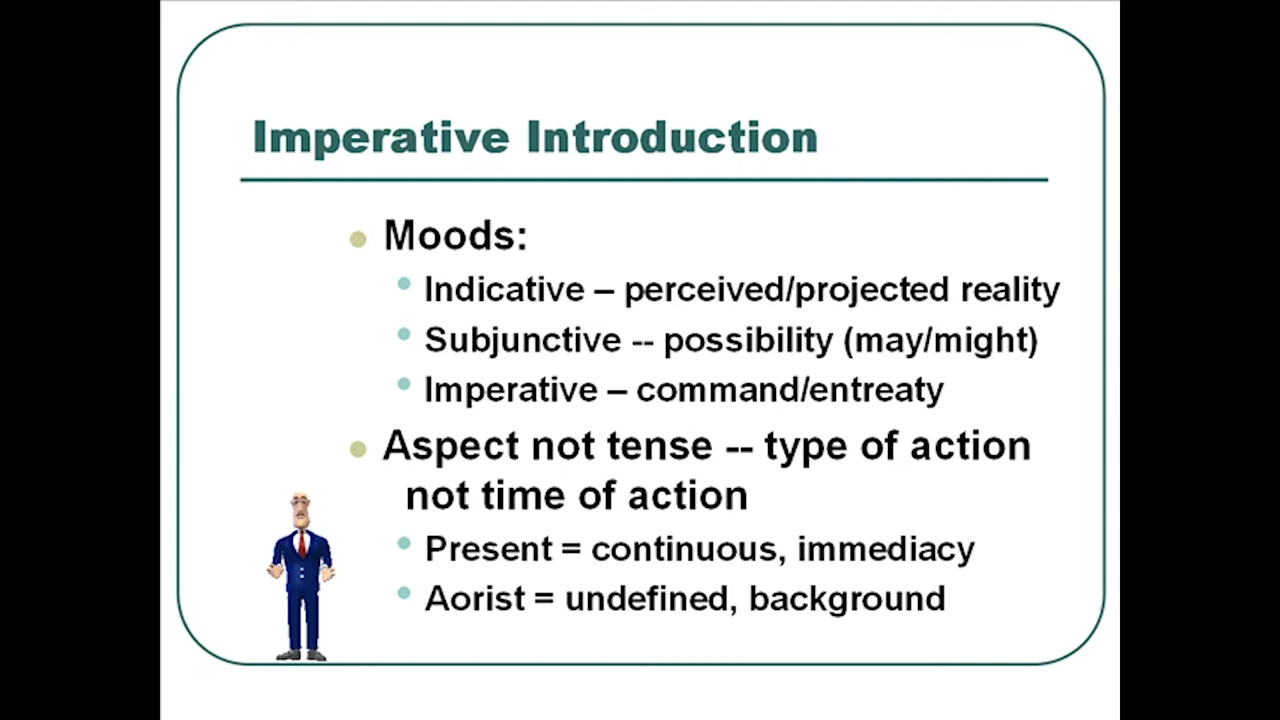 Imperative Introduction
Moods:
Indicative – perceived/projected reality
Subjunctive -- possibility (may/might)
Imperative – command/entreaty
Aspect not tense -- type of action
not time of action
Present = continuous, immediacy
Aorist = undefined, background